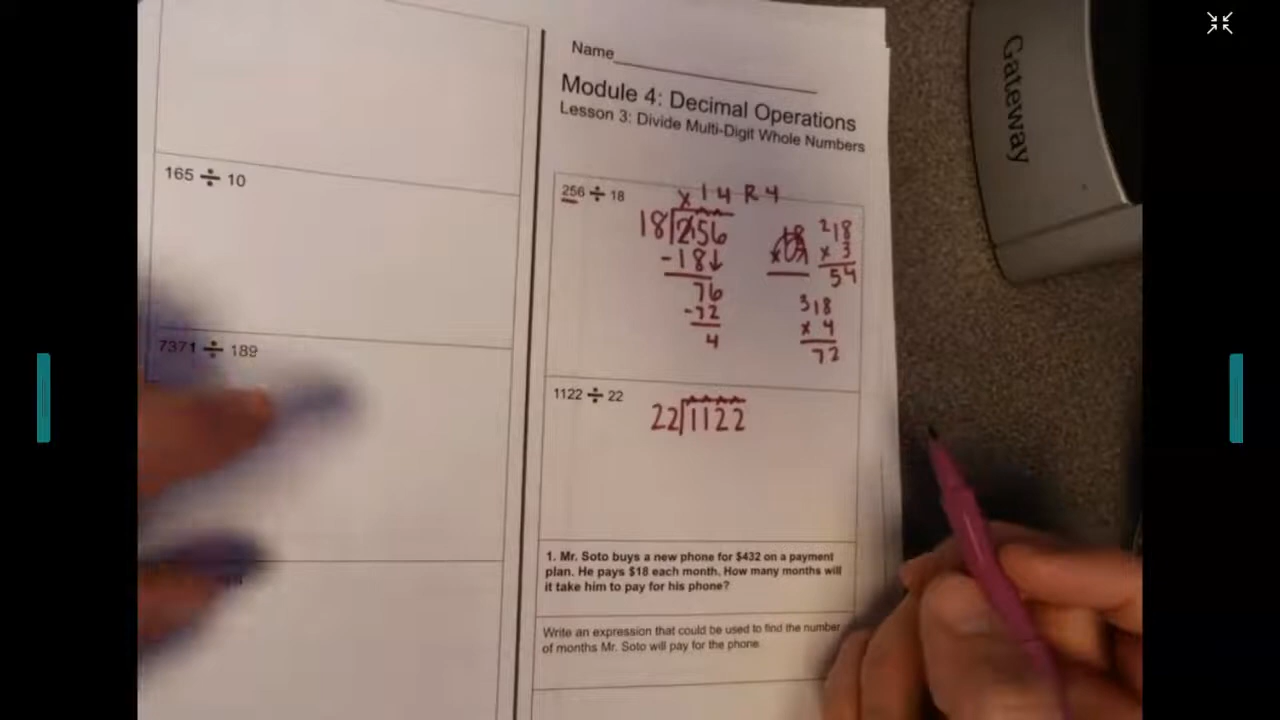 165 ÷ 10
7371 ÷ 189
Name
Module 4: Decimal Operations
Lesson 3: Divide Multi-Digit Whole Numbers
256 ÷ 18
x 1 4 R 4
18 256
-18↓
76
-72
4
18
x
218
x 3
54
318
x 4
72
1122 ÷ 22
22 1122
1. Mr. Soto buys a new phone for $432 on a payment
plan. He pays $18 each month. How many months will
it take him to pay for his phone?
Write an expression that could be used to find the number
of months Mr. Soto will pay for the phone.
Gateway